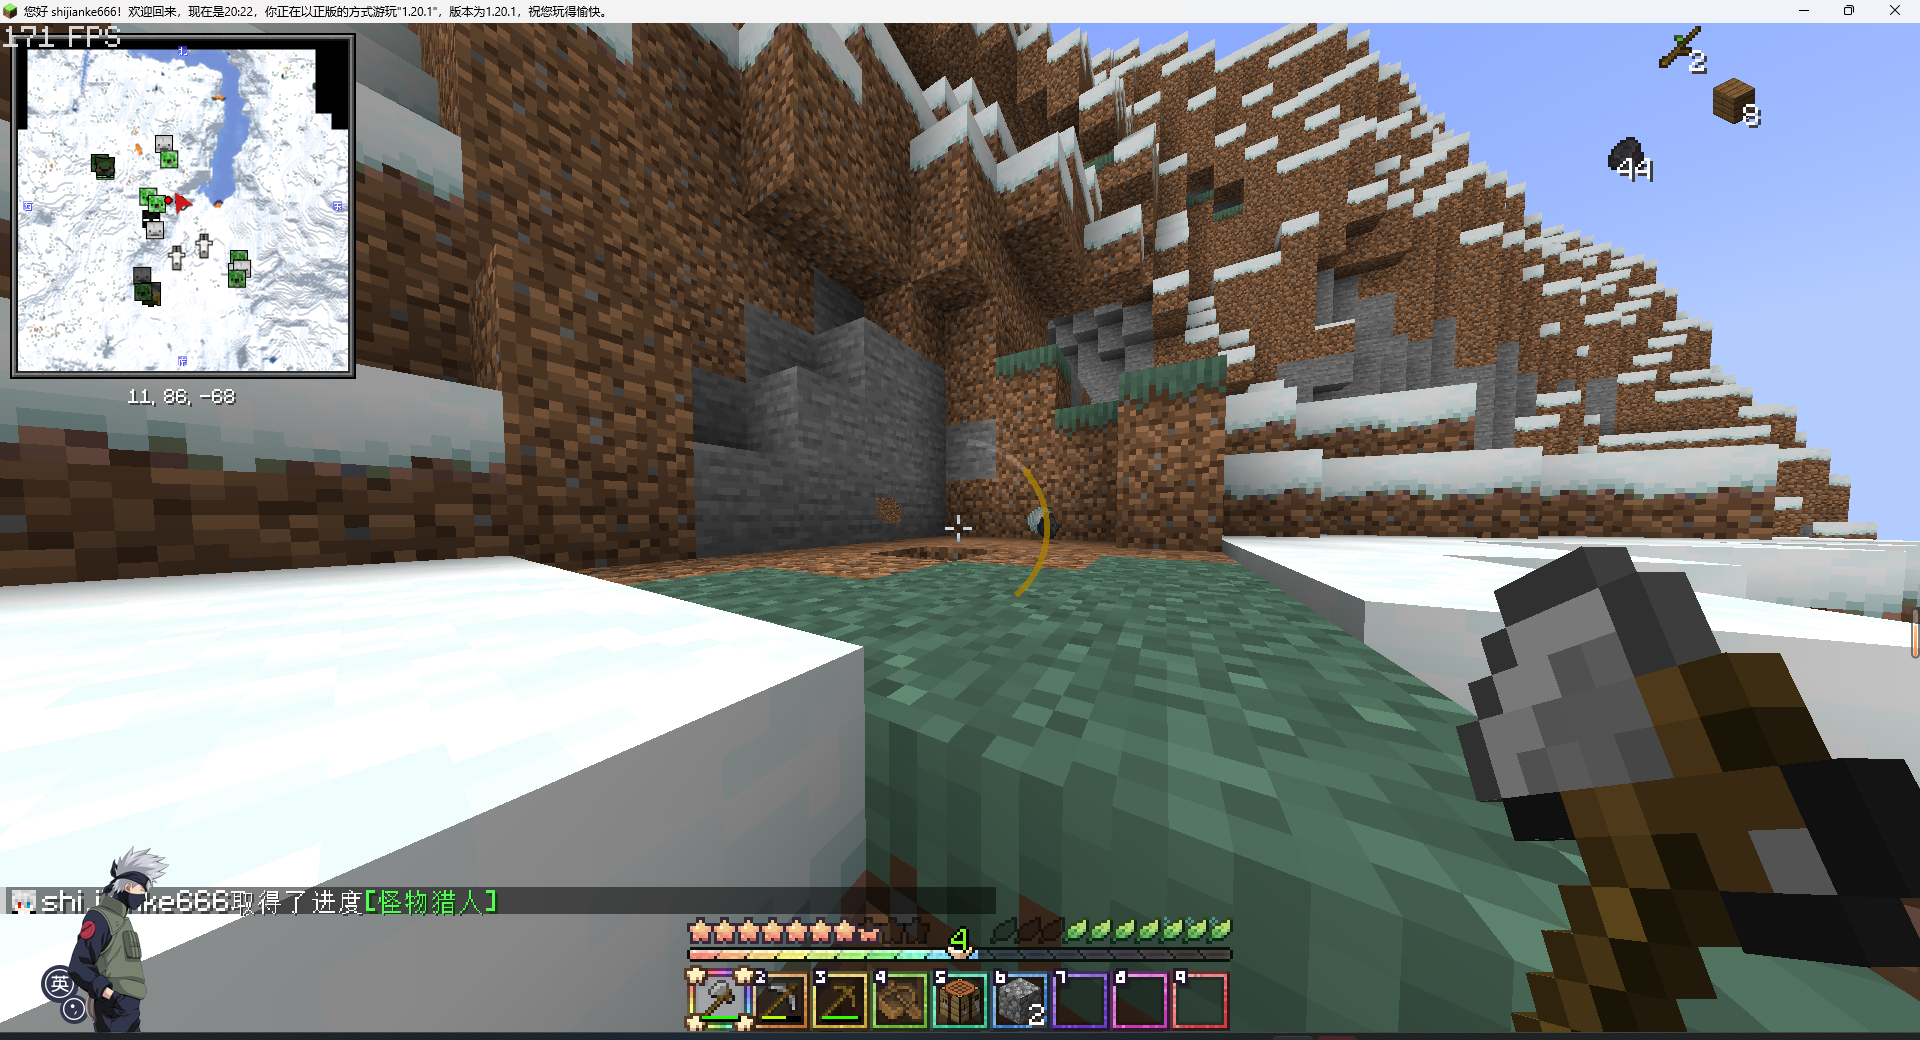 您好 shijianke666！欢迎回来，现在是20:22，你正在以正版的方式游玩"1.20.1"，版本为1.20.1，祝您玩得愉快。
171 FPS
北
东
11, 86, -68
2
8
44
ke666取得了进度[怪物猎人]
英
4
2 3 4 5 6 7 8 9
2